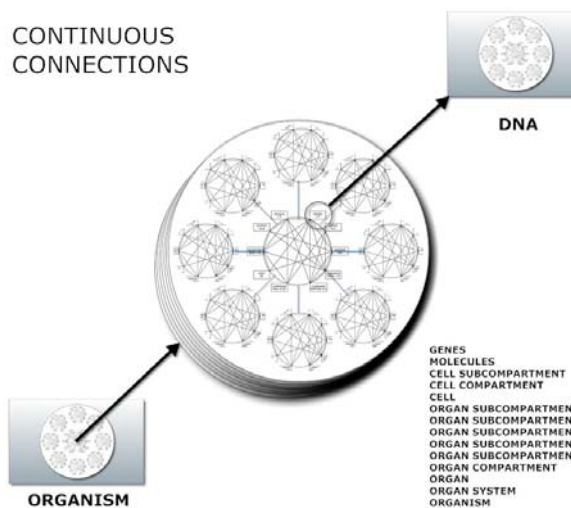 CONTINUOUS
CONNECTIONS
DNA
GENES
MOLECULES
CELL SUBCOMPARTMENT
CELL COMPARTMENT
CELL
ORGAN SUBCOMPARTMEN
ORGAN SUBCOMPARTMEN
ORGAN SUBCOMPARTMEN
ORGAN SUBCOMPARTMEN
ORGAN SUBCOMPARTMEN
ORGAN COMPARTMENT
ORGAN
ORGAN SYSTEM
ORGANISM
ORGANISM